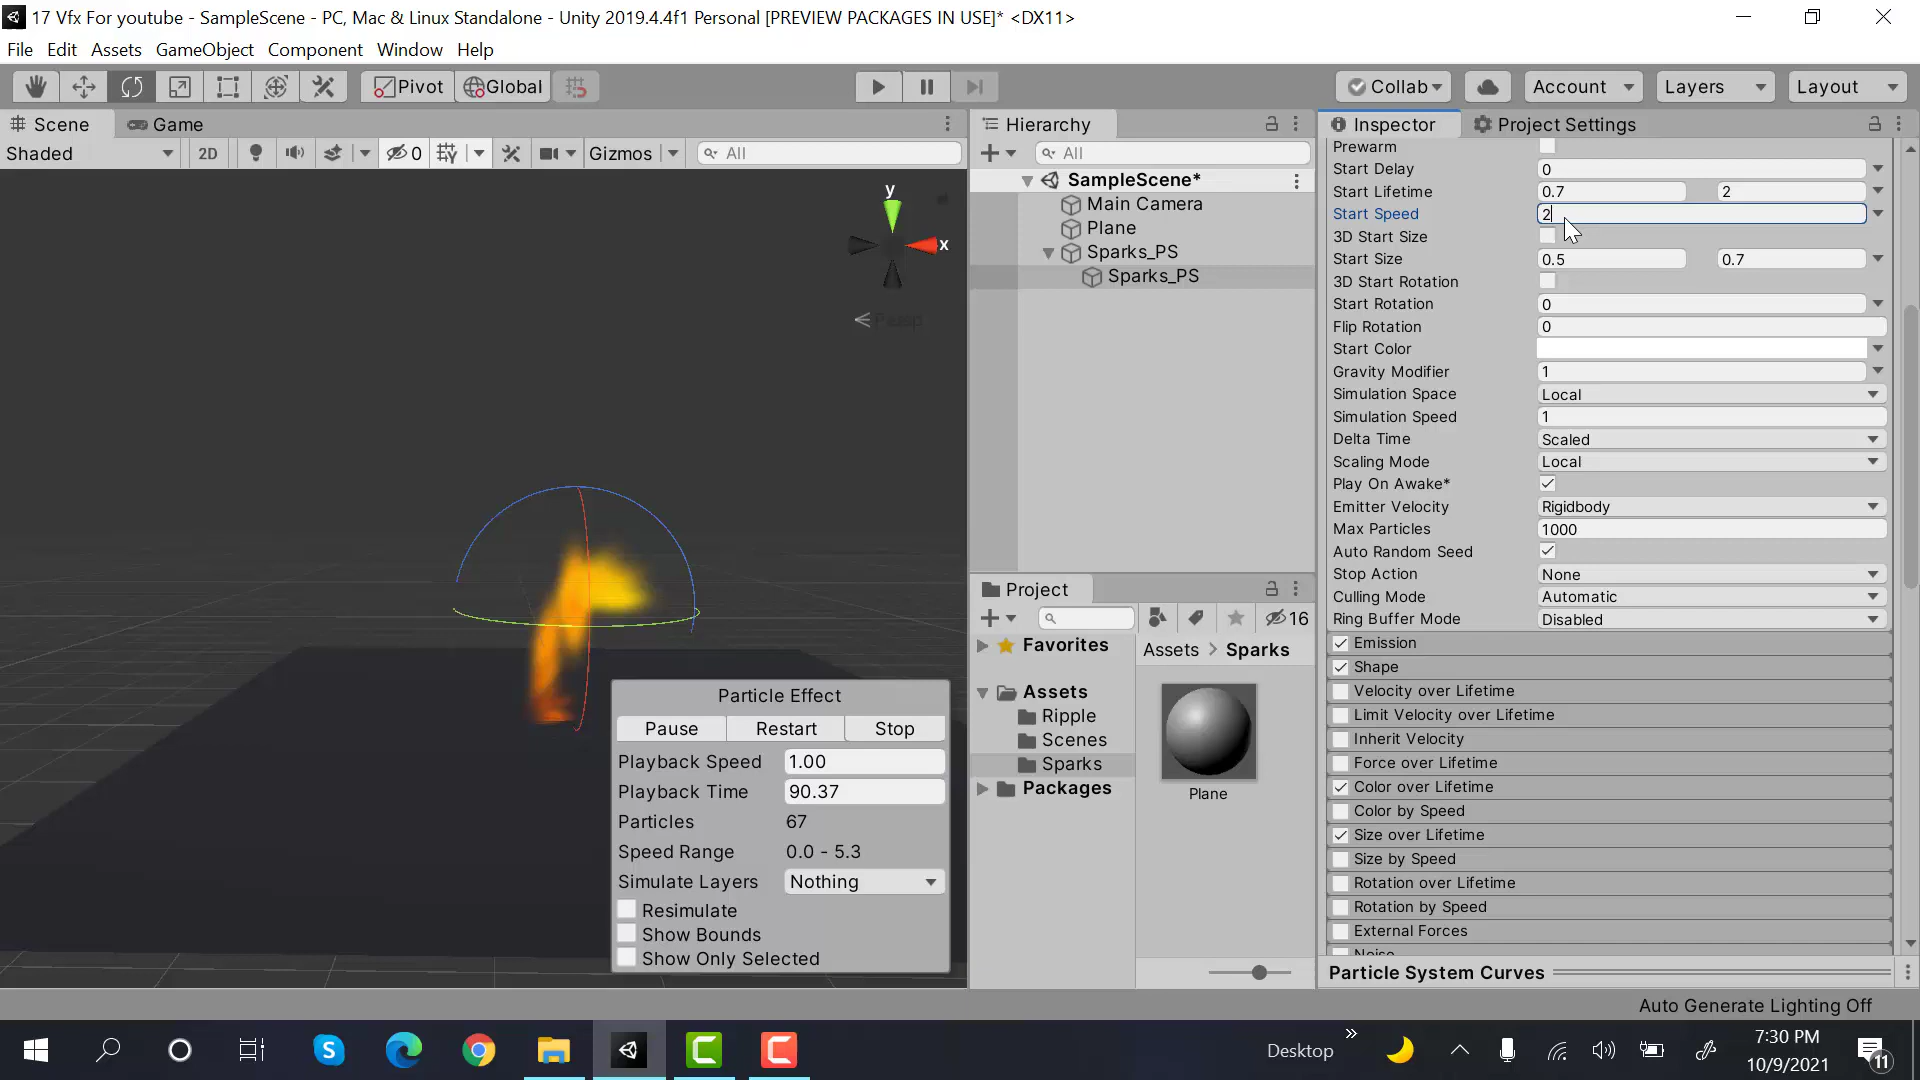 17 Vfx For youtube - SampleScene - PC, Mac & Linux Standalone - Unity 2019.4.4f1 Personal [PREVIEW PACKAGES IN USE]* <DX11>
File Edit Assets GameObject Component Window Help
Pivot Global Collab Account Layers Layout
Scene Game
Shaded 2D 0 Gizmos All
y
x
Persp
Particle Effect
Pause Restart Stop
Playback Speed 1.00
Playback Time 90.37
Particles 67
Speed Range 0.0 - 5.3
Simulate Layers Nothing
Resimulate
Show Bounds
Show Only Selected
Hierarchy
All
SampleScene*
Main Camera
Plane
Sparks_PS
Sparks_PS
Project
16
Favorites
Assets
Ripple
Scenes
Sparks
Packages
Assets > Sparks
Plane
Inspector Project Settings
Prewarm
Start Delay 0
Start Lifetime 0.7 2
Start Speed 2
3D Start Size
Start Size 0.5 0.7
3D Start Rotation
Start Rotation 0
Flip Rotation 0
Start Color
Gravity Modifier 1
Simulation Space Local
Simulation Speed 1
Delta Time Scaled
Scaling Mode Local
Play On Awake*
Emitter Velocity Rigidbody
Max Particles 1000
Auto Random Seed
Stop Action None
Culling Mode Automatic
Ring Buffer Mode Disabled
Emission
Shape
Velocity over Lifetime
Limit Velocity over Lifetime
Inherit Velocity
Force over Lifetime
Color over Lifetime
Color by Speed
Size over Lifetime
Size by Speed
Rotation over Lifetime
Rotation by Speed
External Forces
Noise
Particle System Curves
Auto Generate Lighting Off
Desktop
7:30 PM
10/9/2021
11